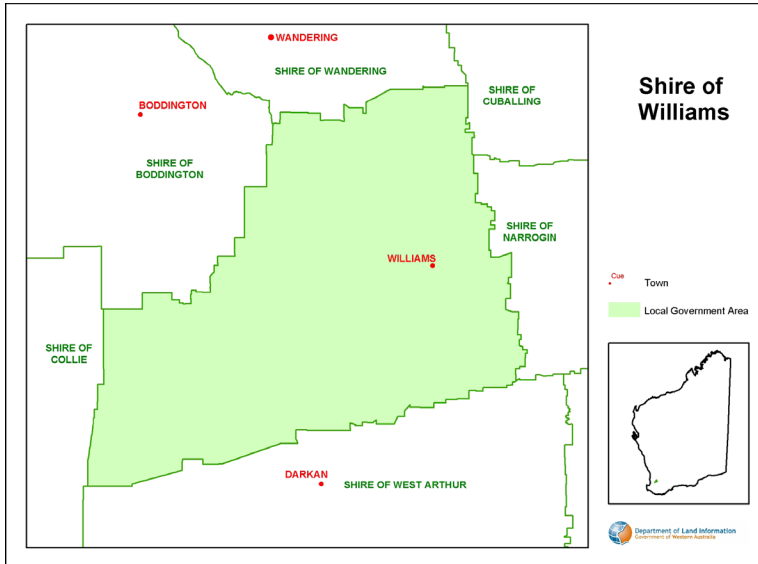 WANDERING
SHIRE OF WANDERING
SHIRE OF
CUBALLING
Shire of
Williams
BODDINGTON
SHIRE OF
BODDINGTON
SHIRE OF
NARROGIN
WILLIAMS
Cue
Town
Local Government Area
SHIRE OF
COLLIE
DARKAN
SHIRE OF WEST ARTHUR
Department of Land Information
Government of Western Australia